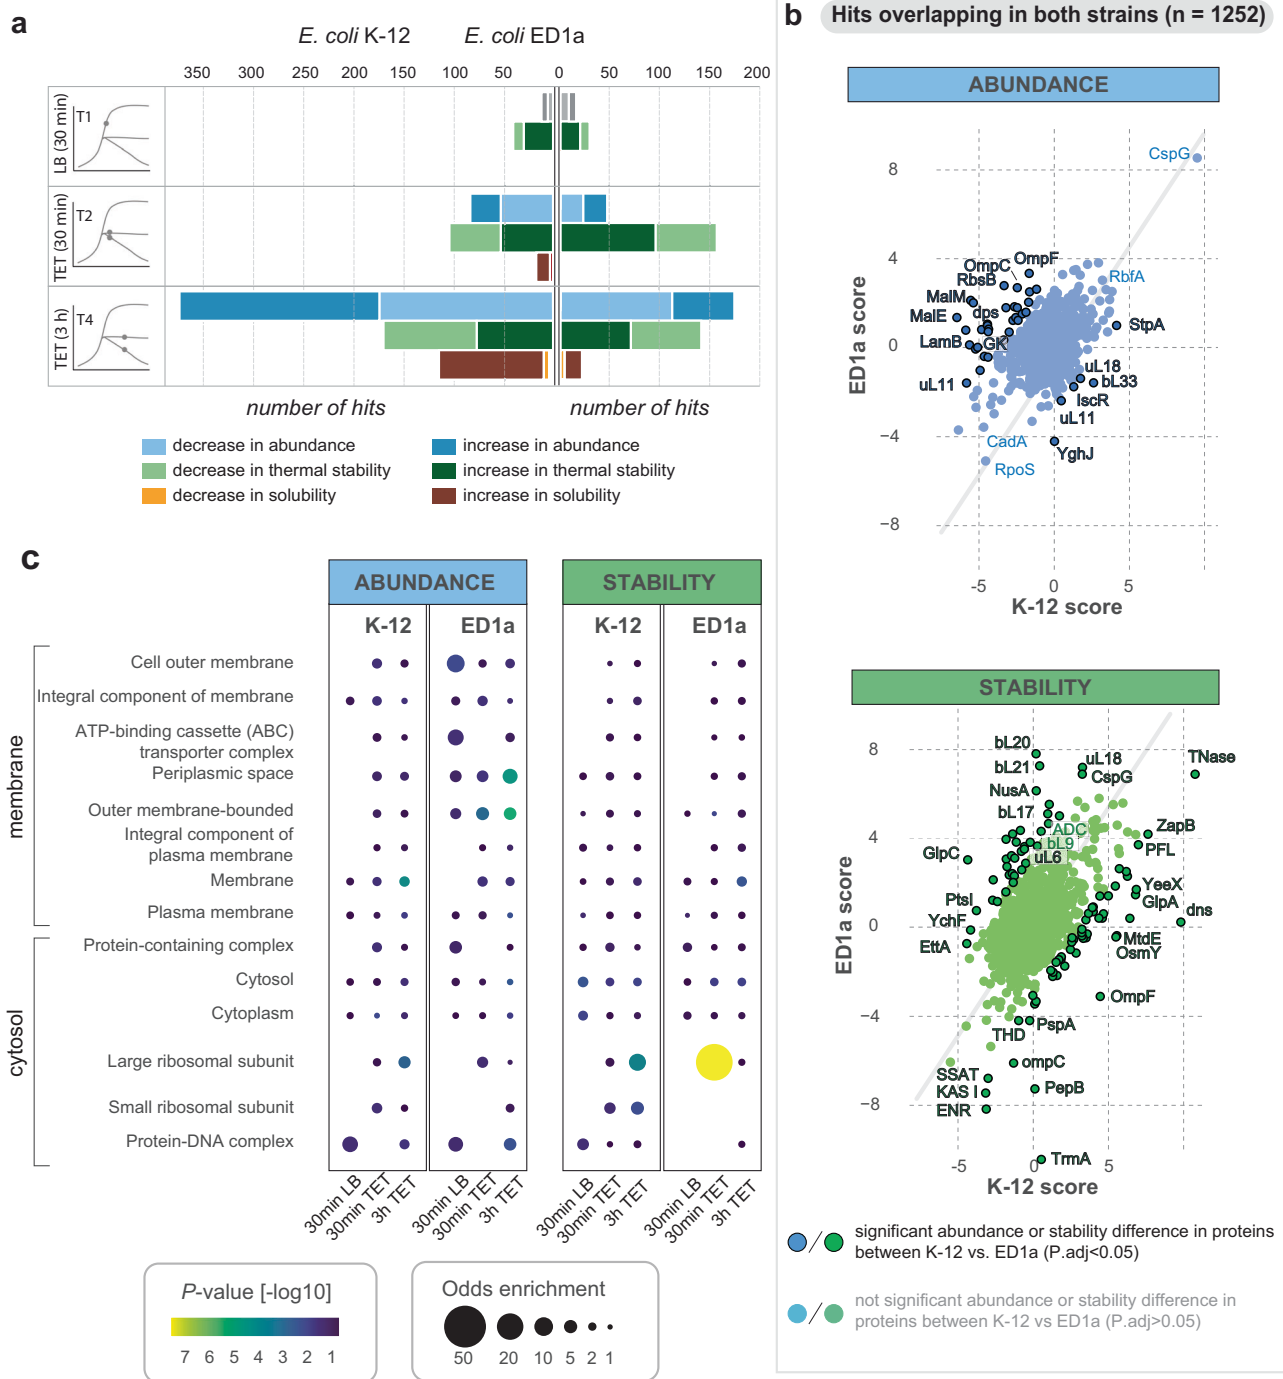 a
E. coli K-12
E. coli ED1a
350 300 250 200 150 100 50 0 50 100 150 200
LB (30 min)
T1
TET (30 min)
T2
TET (3 h)
T4
number of hits
number of hits
decrease in abundance
increase in abundance
decrease in thermal stability
increase in thermal stability
decrease in solubility
increase in solubility
b
Hits overlapping in both strains (n = 1252)
ABUNDANCE
8
4
0
−4
−8
ED1a score
CspG
OmpC
OmpF
RbsB
RbfA
MalM
dps
MalE
StpA
LamB
GK
uL18
uL11
bL33
IscR
uL11
CadA
YghJ
RpoS
-5 0 5
K-12 score
STABILITY
8
4
0
−4
−8
ED1a score
bL20
uL18
TNase
bL21
CspG
NusA
bL17
ADC
ZapB
bL9
PFL
GlpC
uL6
YeeX
PtsI
GlpA
YchF
dns
EttA
MtdE
OsmY
OmpF
THD
PspA
ompC
SSAT
KAS I
PepB
ENR
TrmA
-5 0 5
K-12 score
significant abundance or stability difference in proteins
between K-12 vs. ED1a (P.adj<0.05)
not significant abundance or stability difference in
proteins between K-12 vs ED1a (P.adj>0.05)
c
ABUNDANCE
STABILITY
K-12
ED1a
K-12
ED1a
membrane
Cell outer membrane
Integral component of membrane
ATP-binding cassette (ABC)
transporter complex
Periplasmic space
Outer membrane-bounded
Integral component of
plasma membrane
Membrane
Plasma membrane
cytosol
Protein-containing complex
Cytosol
Cytoplasm
Large ribosomal subunit
Small ribosomal subunit
Protein-DNA complex
30min LB
30min TET
3h TET
30min LB
30min TET
3h TET
30min LB
30min TET
3h TET
30min LB
30min TET
3h TET
P-value [-log10]
7 6 5 4 3 2 1
Odds enrichment
50 20 10 5 2 1